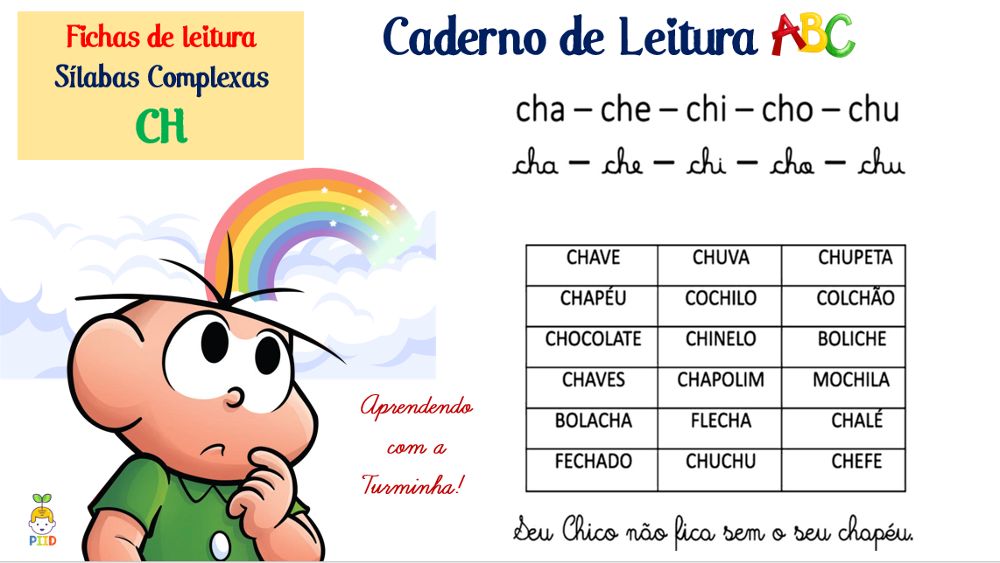 Fichas de leitura
Sílabas Complexas
CH
Caderno de Leitura ABC
cha – che – chi – cho – chu
cha – che – chi – cho – chu
CHAVE CHUVA CHUPETA
CHAPÉU COCHILO COLCHÃO
CHOCOLATE CHINELO BOLICHE
CHAVES CHAPOLIM MOCHILA
BOLACHA FLECHA CHALÉ
FECHADO CHUCHU CHEFE
Seu Chico não fica sem o seu chapéu.
Aprendendo
com a
Turminha!
PIID